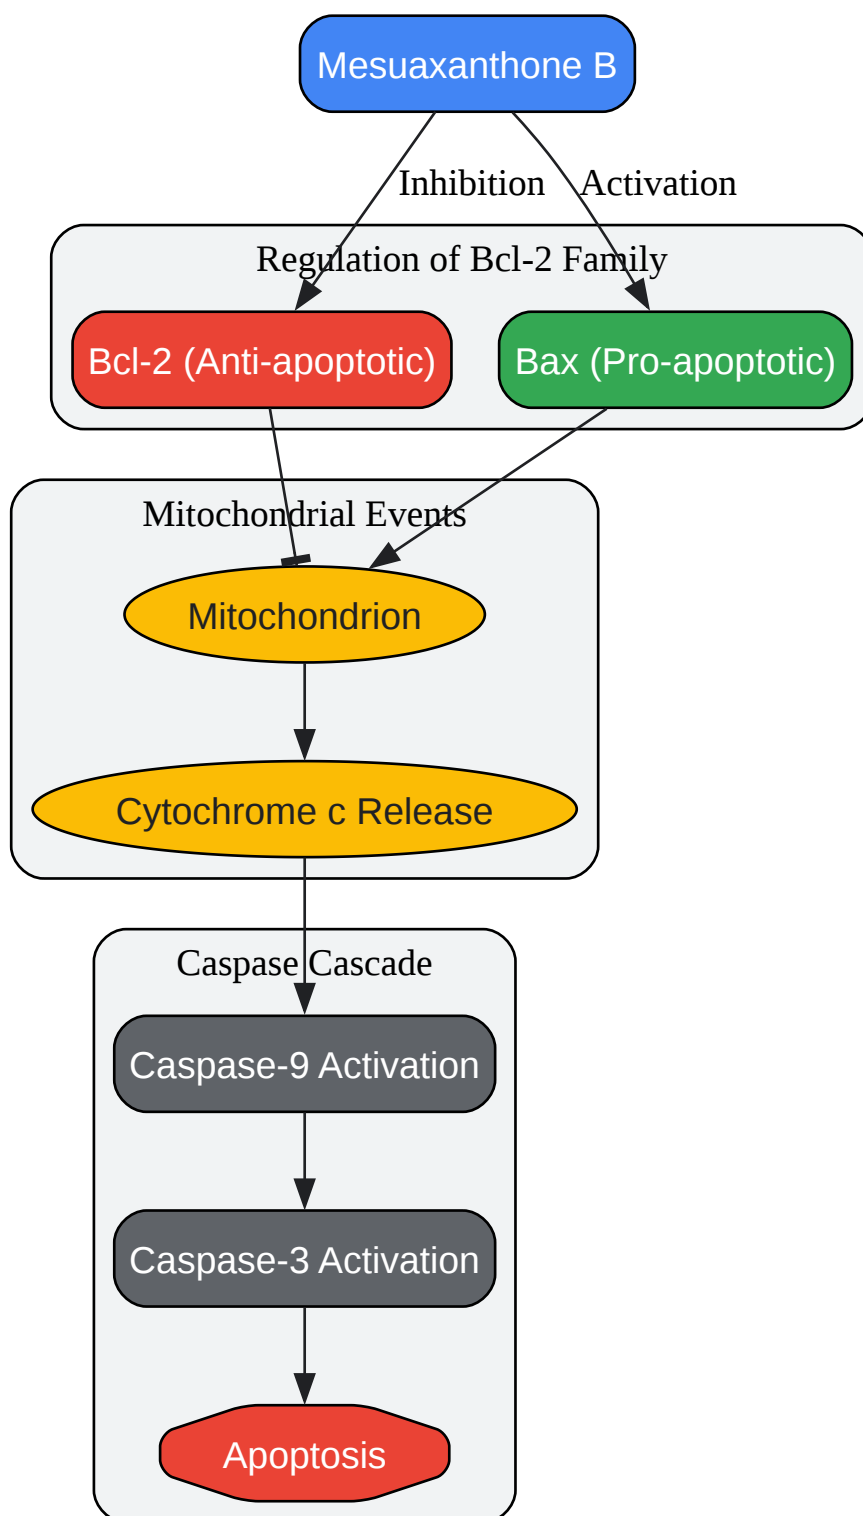 Mesuaxanthone B
Inhibition
Activation
Regulation of Bcl-2 Family
Bcl-2 (Anti-apoptotic)
Bax (Pro-apoptotic)
Mitochondrial Events
Mitochondrion
Cytochrome c Release
Caspase Cascade
Caspase-9 Activation
Caspase-3 Activation
Apoptosis